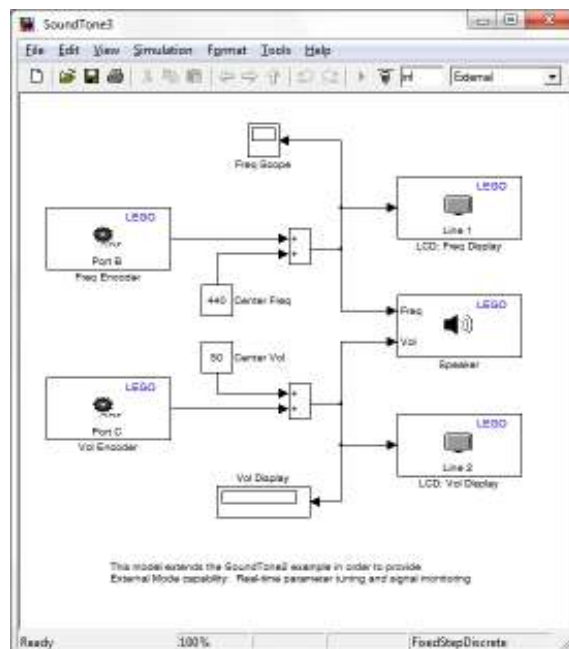 SoundTone3
File Edit View Simulation Format Tools Help
inf External
Freq Scope
LEGO
Port B
Freq Encoder
LEGO
Line 1
LCD: Freq Display
440 Center Freq
LEGO
Freq
Vol
Speaker
50 Center Vol
LEGO
Port C
Vol Encoder
LEGO
Line 2
LCD: Vol Display
Vol Display
This model extends the SoundTone2 example in order to provide
External Mode capability: Real-time parameter tuning and signal monitoring
Ready 100% FixedStepDiscrete